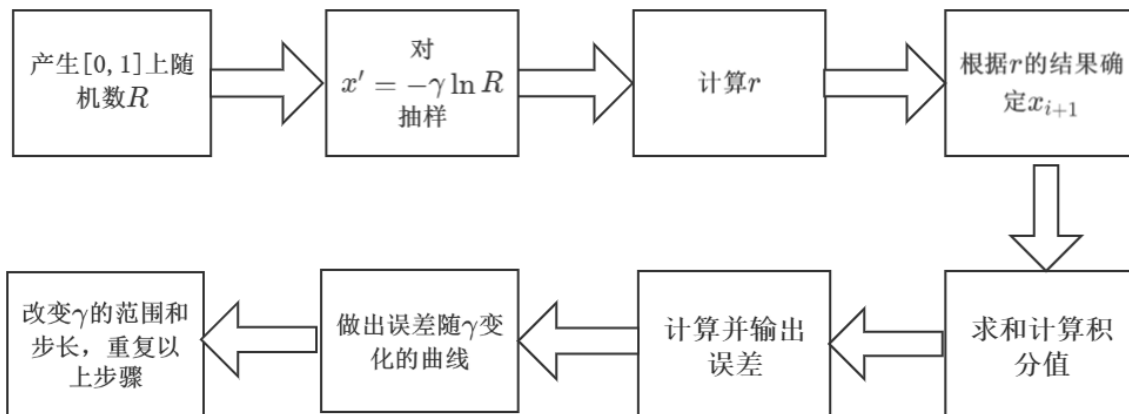 产生[0,1]上随
机数R
对
x′ = −γ ln R
抽样
计算r
根据r的结果确
定xᵢ₊₁
求和计算积
分值
计算并输出
误差
做出误差随γ变
化的曲线
改变γ的范围和
步长，重复以
上步骤